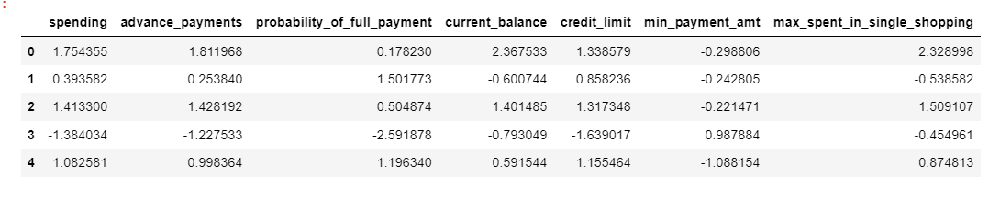 :
spending advance_payments probability_of_full_payment current_balance credit_limit min_payment_amt max_spent_in_single_shopping
0 1.754355 1.811968 0.178230 2.367533 1.338579 -0.298806 2.328998
1 0.393582 0.253840 1.501773 -0.600744 0.858236 -0.242805 -0.538582
2 1.413300 1.428192 0.504874 1.401485 1.317348 -0.221471 1.509107
3 -1.384034 -1.227533 -2.591878 -0.793049 -1.639017 0.987884 -0.454961
4 1.082581 0.998364 1.196340 0.591544 1.155464 -1.088154 0.874813